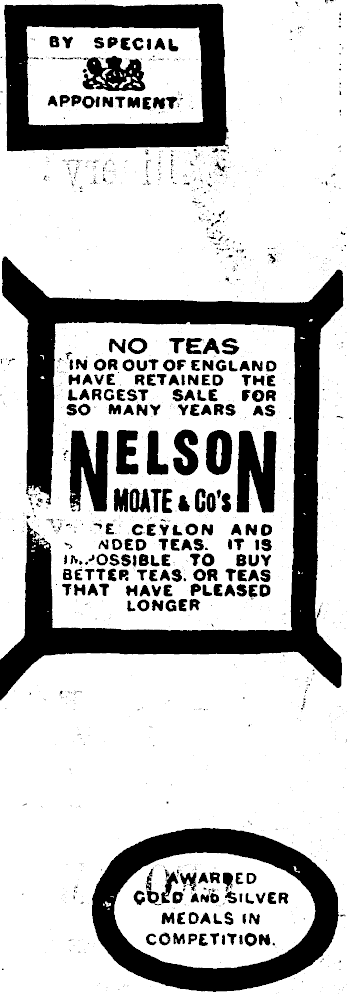 BY SPECIAL
APPOINTMENT
NO TEAS
IN OR OUT OF ENGLAND
HAVE RETAINED THE
LARGEST SALE FOR
SO MANY YEARS AS
NELSON
MOATE & Co's
CEYLON AND
TEAS. IT IS
IMPOSSIBLE TO BUY
BETTER TEAS, OR TEAS
THAT HAVE PLEASED
LONGER
AWARDED
GOLD AND SILVER
MEDALS IN
COMPETITION.